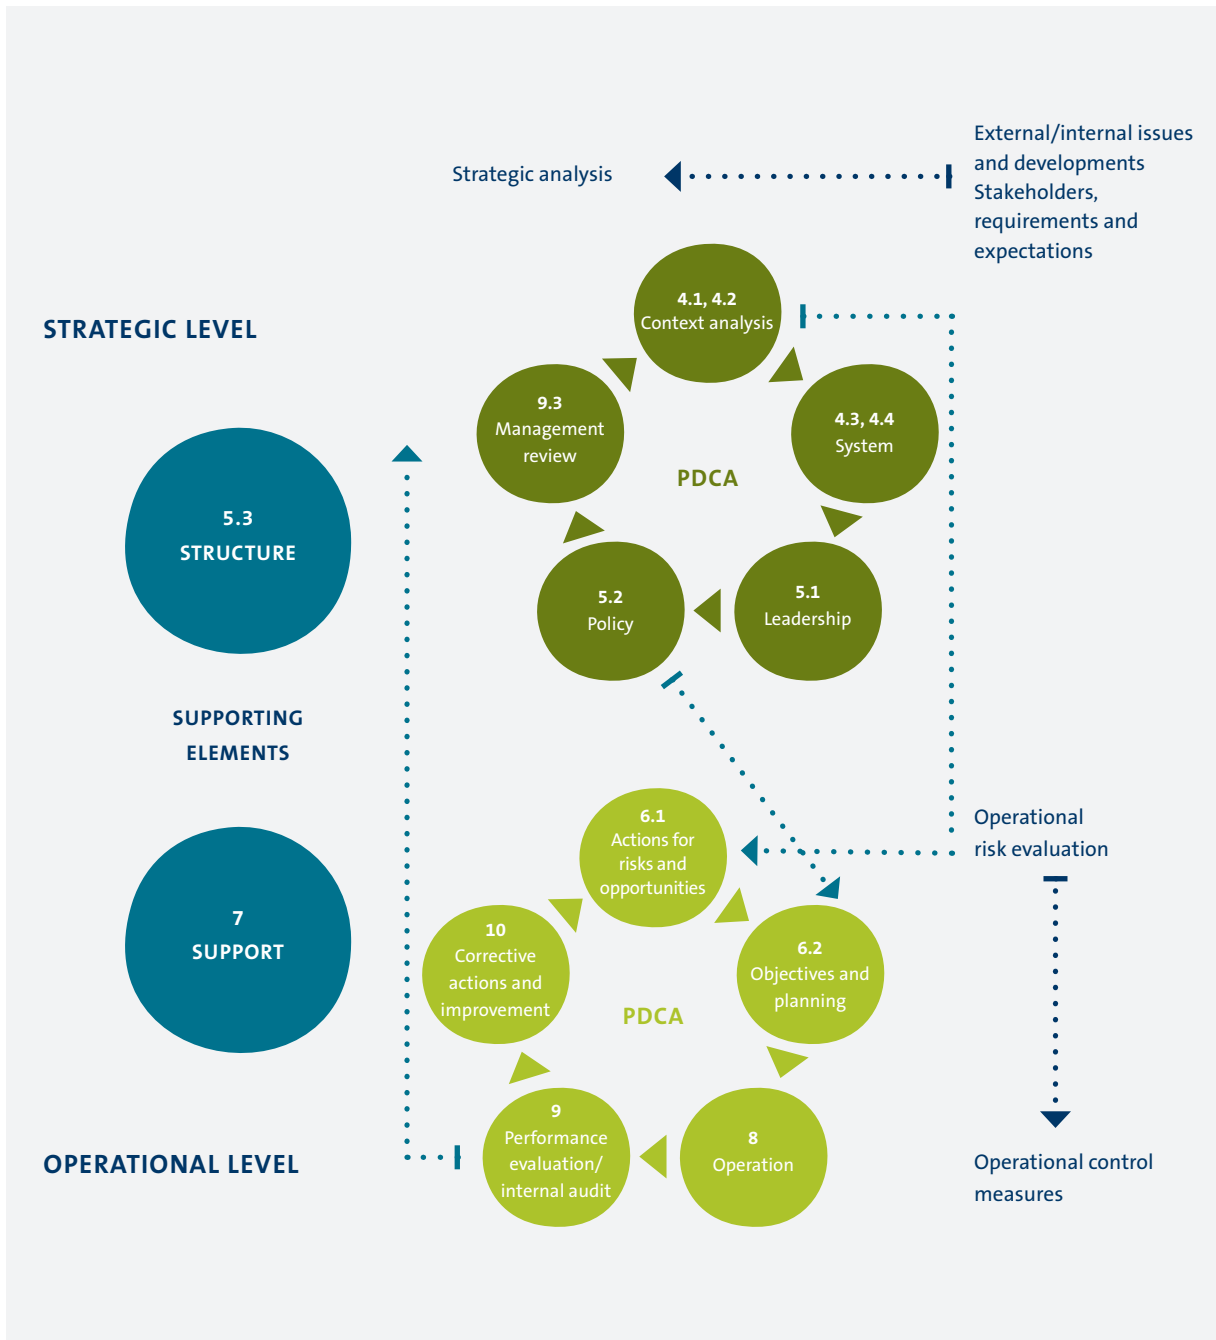 Strategic analysis
External/internal issues
and developments
Stakeholders,
requirements and
expectations
STRATEGIC LEVEL
4.1, 4.2
Context analysis
9.3
Management
review
4.3, 4.4
System
PDCA
5.3
STRUCTURE
5.2
Policy
5.1
Leadership
SUPPORTING
ELEMENTS
6.1
Actions for
risks and
opportunities
Operational
risk evaluation
7
SUPPORT
10
Corrective
actions and
improvement
6.2
Objectives and
planning
PDCA
9
Performance
evaluation/
internal audit
8
Operation
OPERATIONAL LEVEL
Operational control
measures